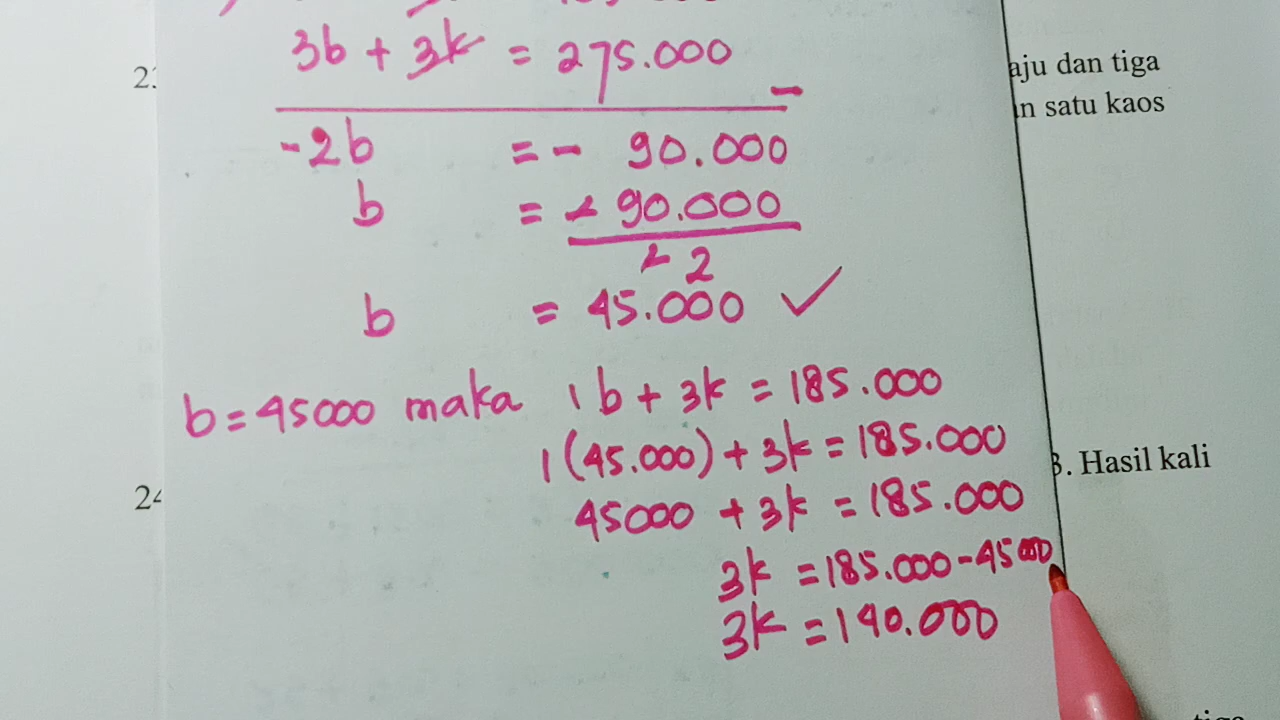 3b + 3k = 275.000
-
-2b = - 90.000
b = - 90.000
- 2
b = 45.000 ✓
b = 45000 maka 1b + 3k = 185.000
1(45.000) + 3k = 185.000
45000 + 3k = 185.000
3k = 185.000 - 45000
3k = 140.000
aju dan tiga
n satu kaos
24
3. Hasil kali